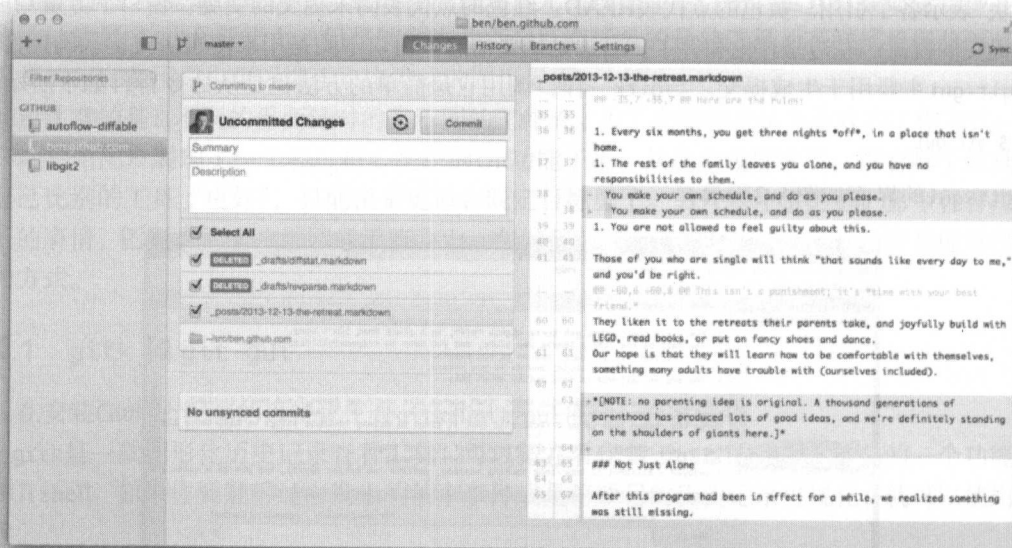 ben/ben.github.com
master
Changes
History
Branches
Settings
Sync
Filter Repositories
GITHUB
autoflow-diffable
ben.github.com
libgit2
Committing to master
Uncommitted Changes
Commit
Summary
Description
Select All
DELETED _drafts/diffstat.markdown
DELETED _drafts/revparse.markdown
_posts/2013-12-13-the-retreat.markdown
~/src/ben.github.com
No unsynced commits
_posts/2013-12-13-the-retreat.markdown
... ... @@ -35,7 +35,7 @@ Here are the rules:
35 35
36 36 1. Every six months, you get three nights *off*, in a place that isn't
home.
37 37 1. The rest of the family leaves you alone, and you have no
responsibilities to them.
38 You make your own schedule, and do as you please.
38 You make your own schedule, and do as you please.
39 39 1. You are not allowed to feel guilty about this.
40 40
41 41 Those of you who are single will think "that sounds like every day to me,"
and you'd be right.
... ... @@ -60,6 +60,8 @@ This isn't a punishment; it's *time with your best
friend.*
60 60 They liken it to the retreats their parents take, and joyfully build with
LEGO, read books, or put on fancy shoes and dance.
61 61 Our hope is that they will learn how to be comfortable with themselves,
something many adults have trouble with (ourselves included).
62 62
63 +*[NOTE: no parenting idea is original. A thousand generations of
parenthood has produced lots of good ideas, and we're definitely standing
on the shoulders of giants here.]*
64 +
63 65 ### Not Just Alone
64 66
65 67 After this program had been in effect for a while, we realized something
was still missing.